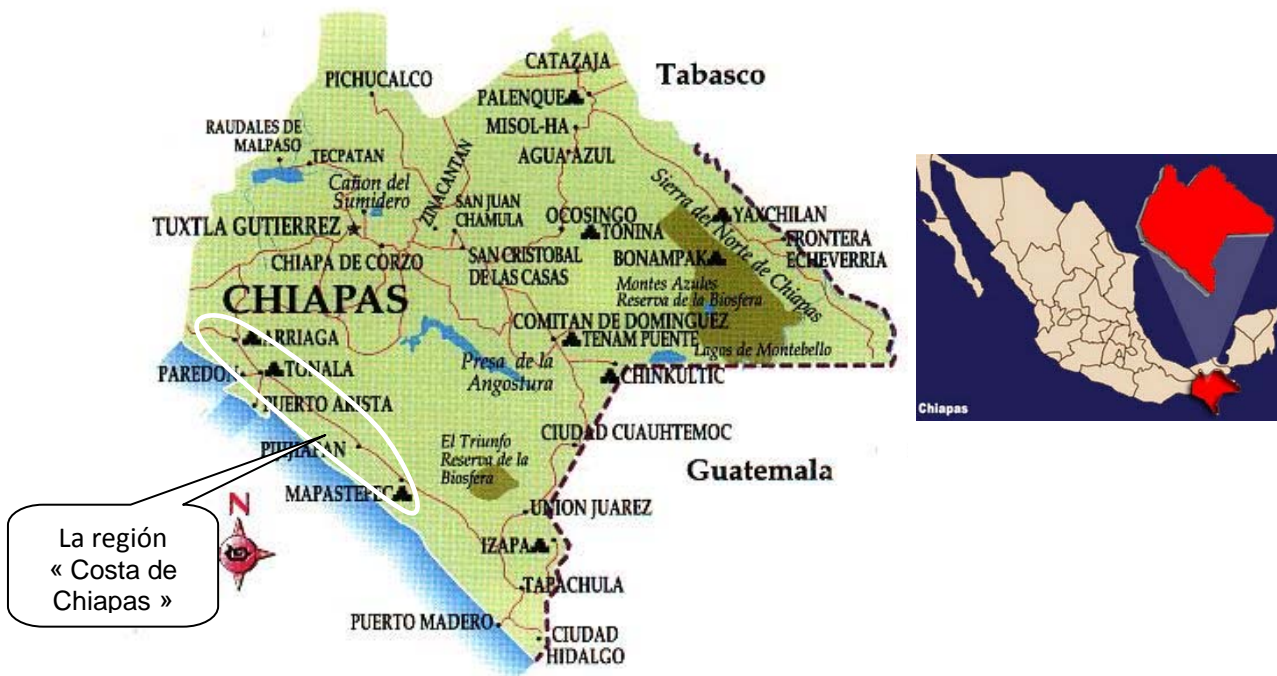 CATAZAJA
Tabasco
PICHUCALCO
PALENQUE
MISOL-HA
RAUDALES DE
MALPASO
TECPATAN
AGUA AZUL
Cañon del
Sumidero
ZINACANTAN
SAN JUAN
CHAMULA
OCOSINGO
TONINA
Sierra del Norte de Chiapas
YAXCHILAN
TUXTLA GUTIERREZ
FRONTERA
ECHEVERRIA
CHIAPA DE CORZO
SAN CRISTOBAL
DE LAS CASAS
BONAMPAK
Montes Azules
Reserva de la Biosfera
CHIAPAS
COMITAN DE DOMINGUEZ
TENAM PUENTE
ARRIAGA
Lagos de Montebello
Presa de la
Angostura
PAREDON
TONALA
CHINKULTIC
PUERTO ARISTA
Chiapas
PIJIJIAPAN
El Triunfo
Reserva de la
Biosfera
CIUDAD CUAUHTEMOC
Guatemala
MAPASTEPEC
N
UNION JUAREZ
La región
« Costa de
Chiapas »
IZAPA
TAPACHULA
PUERTO MADERO
CIUDAD
HIDALGO